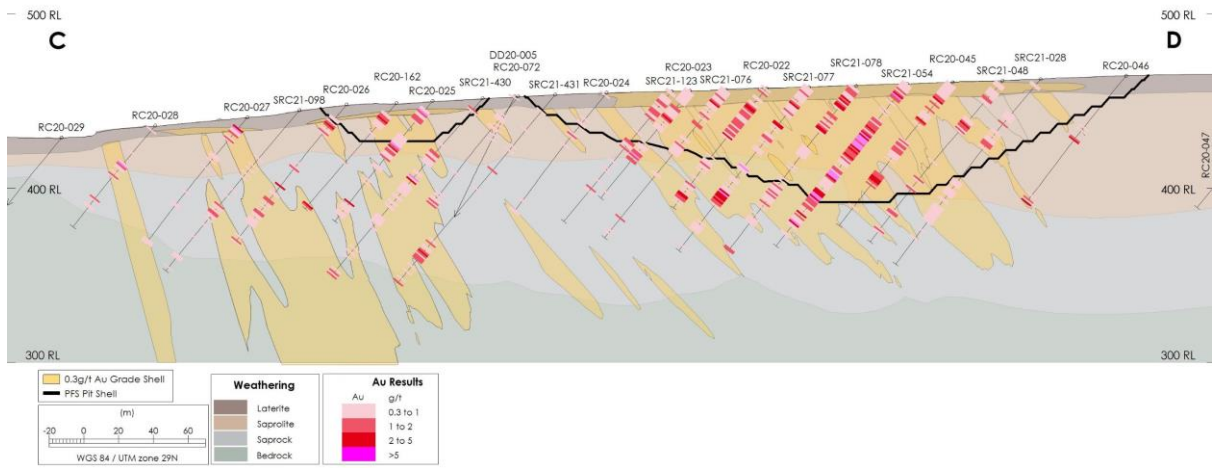 500 RL
500 RL
C
D
DD20-005
RC20-072
RC20-162
SRC21-430
SRC21-431
RC20-024
RC20-023
SRC21-123
SRC21-076
RC20-022
SRC21-077
SRC21-078
SRC21-054
RC20-045
SRC21-048
SRC21-028
RC20-046
RC20-029
RC20-028
RC20-027
SRC21-098
RC20-026
RC20-025
RC20-047
400 RL
400 RL
300 RL
300 RL
0.3g/t Au Grade Shell
PFS Pit Shell
(m)
-20 0 20 40 60
WGS 84 / UTM zone 29N
Weathering
Laterite
Saprolite
Saprock
Bedrock
Au Results
Au g/t
0.3 to 1
1 to 2
2 to 5
>5